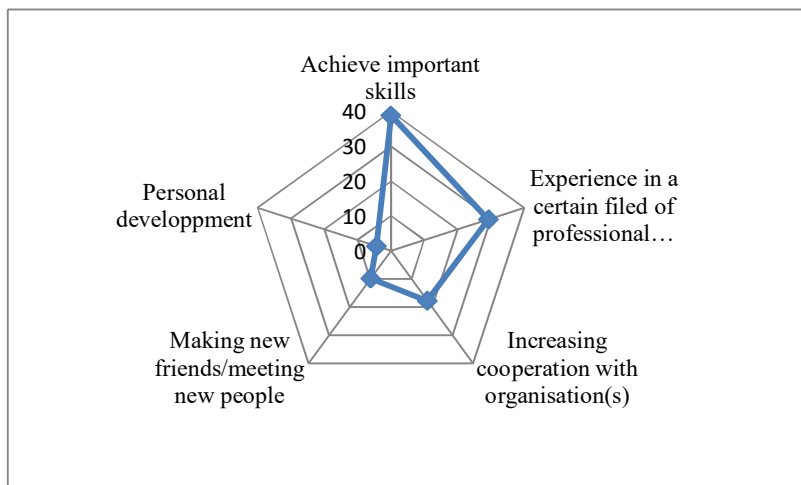 Achieve important
skills
40
30
20
10
0
Experience in a
certain filed of
professional…
Increasing
cooperation with
organisation(s)
Making new
friends/meeting
new people
Personal
developpment